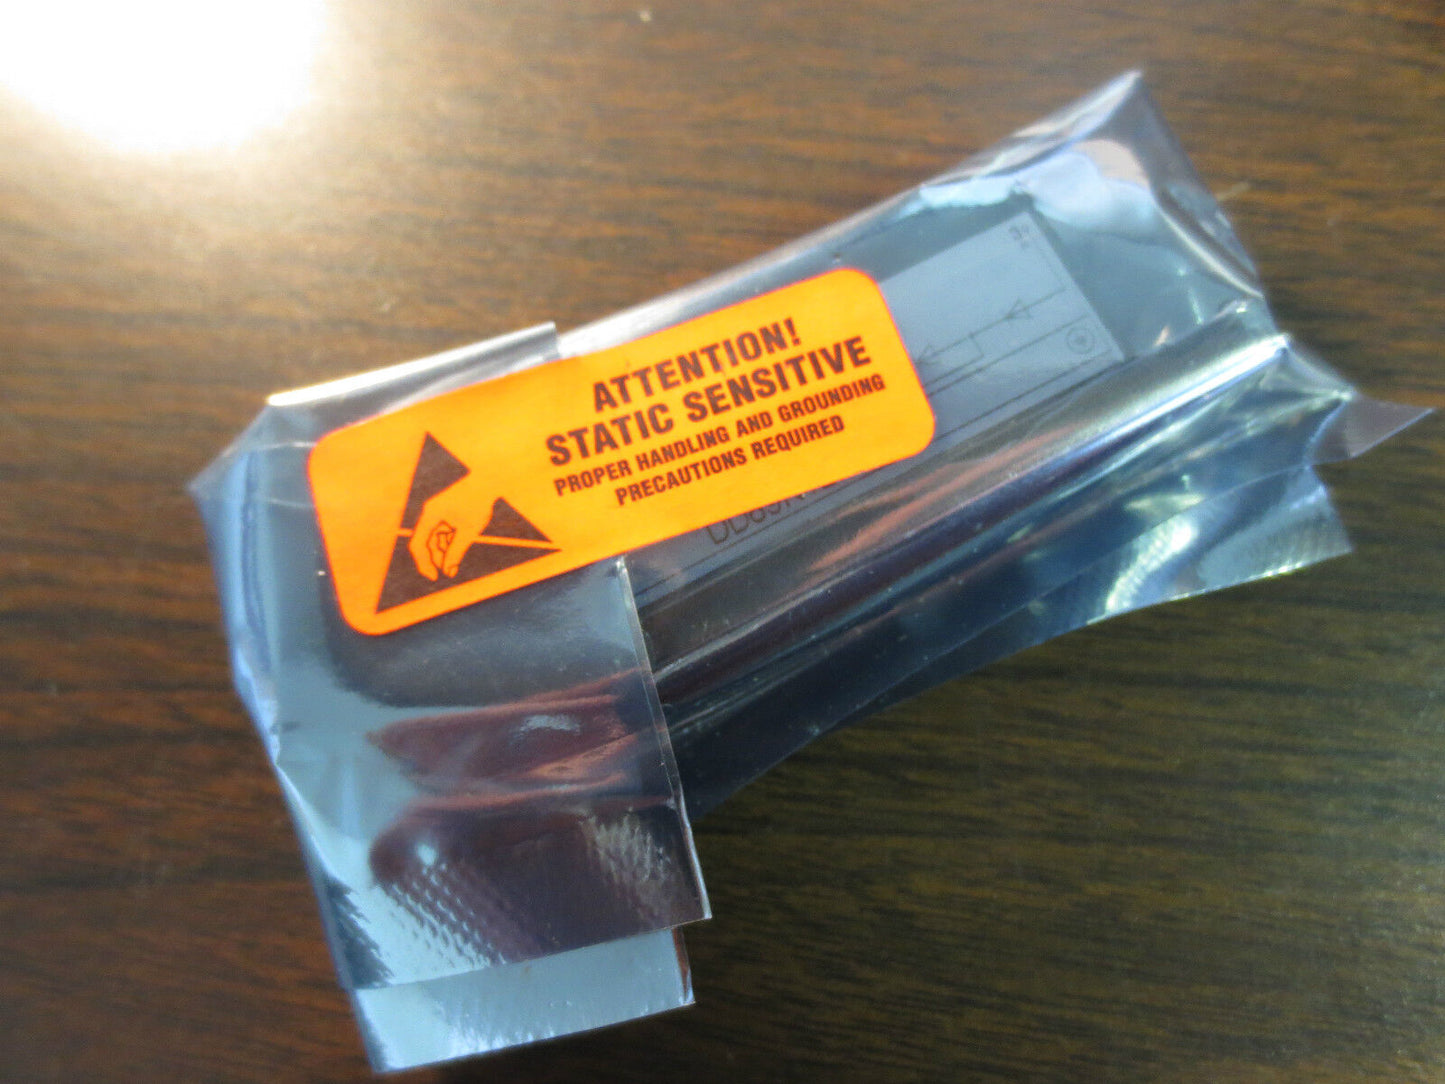 ATTENTION!
STATIC SENSITIVE
PROPER HANDLING AND GROUNDING
PRECAUTIONS REQUIRED